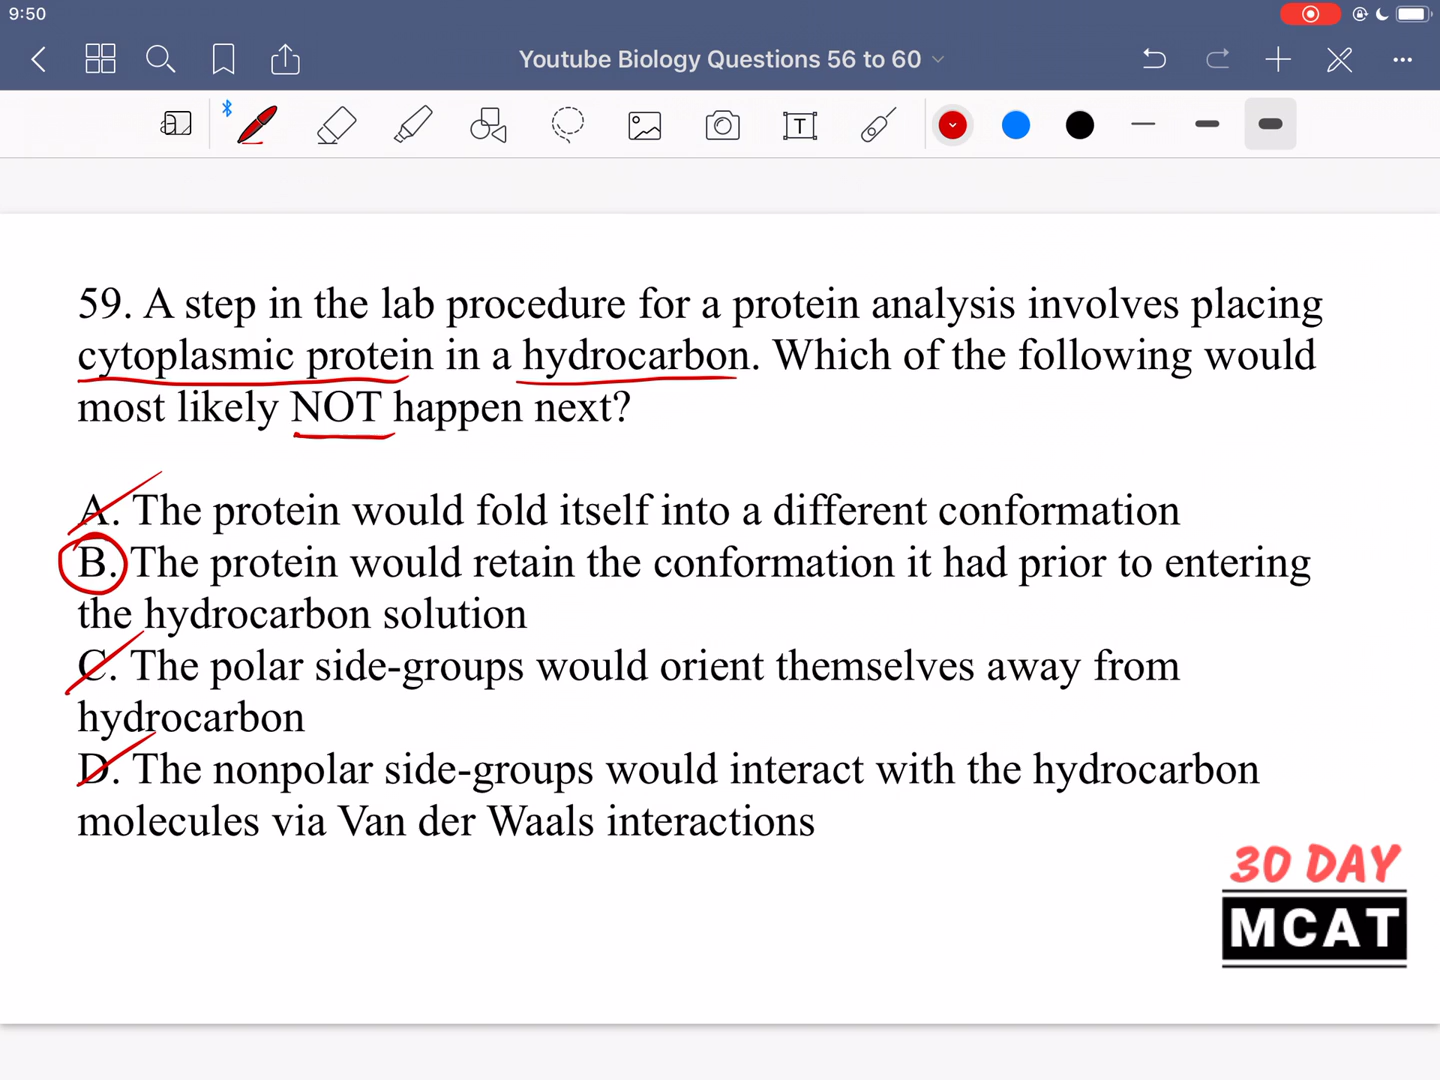 9:50
Youtube Biology Questions 56 to 60
59. A step in the lab procedure for a protein analysis involves placing
cytoplasmic protein in a hydrocarbon. Which of the following would
most likely NOT happen next?
A. The protein would fold itself into a different conformation
B. The protein would retain the conformation it had prior to entering
the hydrocarbon solution
C. The polar side-groups would orient themselves away from
hydrocarbon
D. The nonpolar side-groups would interact with the hydrocarbon
molecules via Van der Waals interactions
30 DAY
MCAT